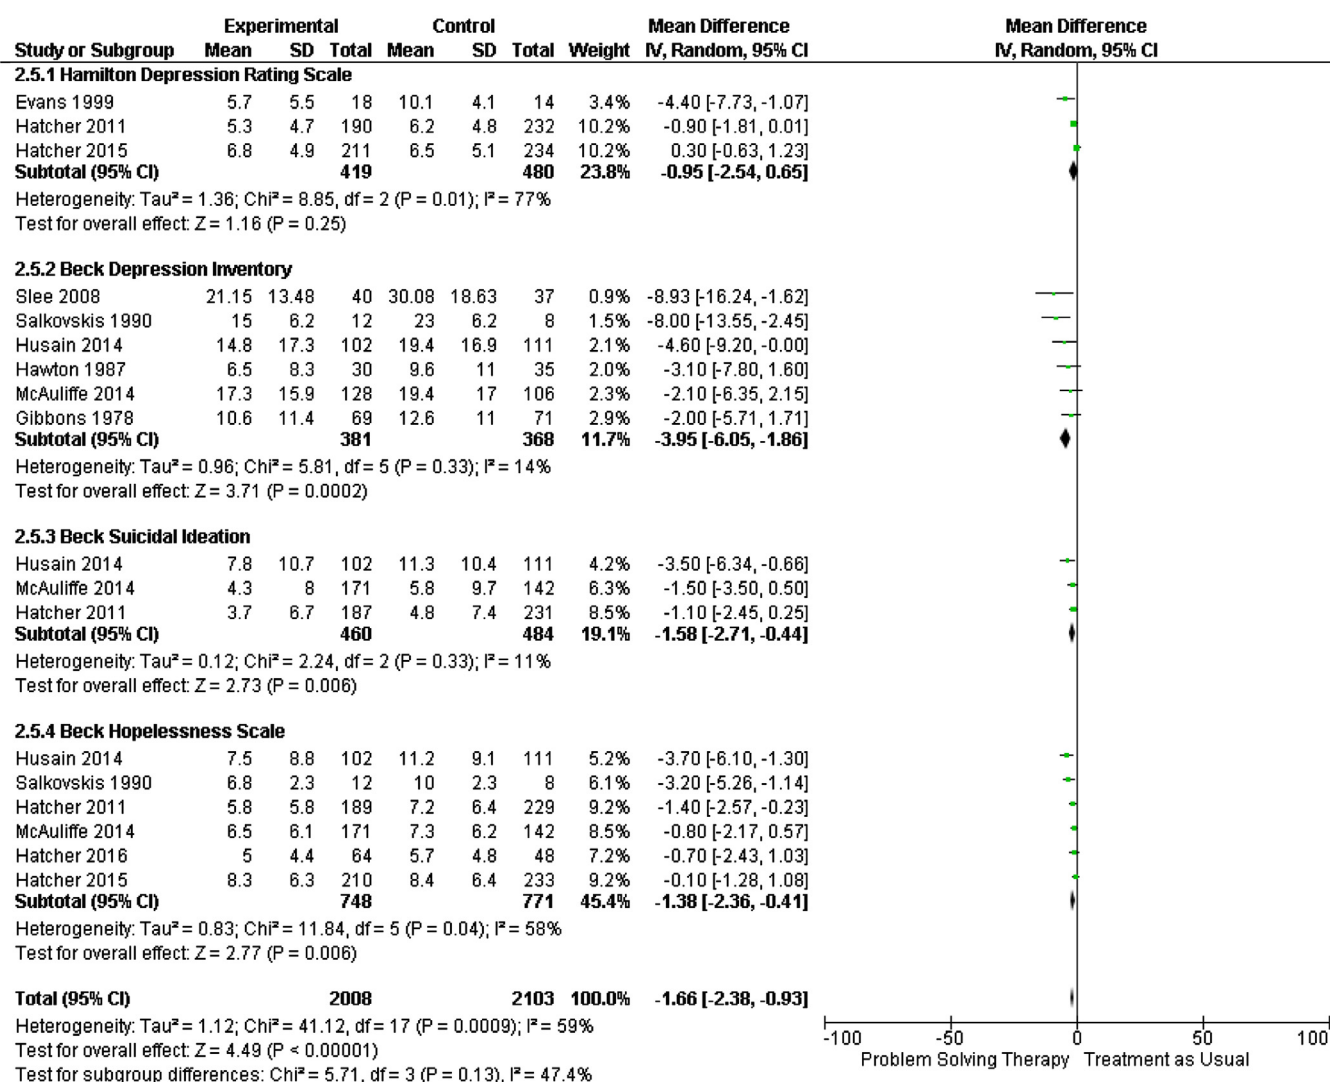 Experimental Control Mean Difference Mean Difference
Study or Subgroup Mean SD Total Mean SD Total Weight IV, Random, 95% CI IV, Random, 95% CI
2.5.1 Hamilton Depression Rating Scale
Evans 1999 5.7 5.5 18 10.1 4.1 14 3.4% -4.40 [-7.73, -1.07]
Hatcher 2011 5.3 4.7 190 6.2 4.8 232 10.2% -0.90 [-1.81, 0.01]
Hatcher 2015 6.8 4.9 211 6.5 5.1 234 10.2% 0.30 [-0.63, 1.23]
Subtotal (95% CI) 419 480 23.8% -0.95 [-2.54, 0.65]
Heterogeneity: Tau² = 1.36; Chi² = 8.85, df = 2 (P = 0.01); I² = 77%
Test for overall effect: Z = 1.16 (P = 0.25)
2.5.2 Beck Depression Inventory
Slee 2008 21.15 13.48 40 30.08 18.63 37 0.9% -8.93 [-16.24, -1.62]
Salkovskis 1990 15 6.2 12 23 6.2 8 1.5% -8.00 [-13.55, -2.45]
Husain 2014 14.8 17.3 102 19.4 16.9 111 2.1% -4.60 [-9.20, -0.00]
Hawton 1987 6.5 8.3 30 9.6 11 35 2.0% -3.10 [-7.80, 1.60]
McAuliffe 2014 17.3 15.9 128 19.4 17 106 2.3% -2.10 [-6.35, 2.15]
Gibbons 1978 10.6 11.4 69 12.6 11 71 2.9% -2.00 [-5.71, 1.71]
Subtotal (95% CI) 381 368 11.7% -3.95 [-6.05, -1.86]
Heterogeneity: Tau² = 0.96; Chi² = 5.81, df = 5 (P = 0.33); I² = 14%
Test for overall effect: Z = 3.71 (P = 0.0002)
2.5.3 Beck Suicidal Ideation
Husain 2014 7.8 10.7 102 11.3 10.4 111 4.2% -3.50 [-6.34, -0.66]
McAuliffe 2014 4.3 8 171 5.8 9.7 142 6.3% -1.50 [-3.50, 0.50]
Hatcher 2011 3.7 6.7 187 4.8 7.4 231 8.5% -1.10 [-2.45, 0.25]
Subtotal (95% CI) 460 484 19.1% -1.58 [-2.71, -0.44]
Heterogeneity: Tau² = 0.12; Chi² = 2.24, df = 2 (P = 0.33); I² = 11%
Test for overall effect: Z = 2.73 (P = 0.006)
2.5.4 Beck Hopelessness Scale
Husain 2014 7.5 8.8 102 11.2 9.1 111 5.2% -3.70 [-6.10, -1.30]
Salkovskis 1990 6.8 2.3 12 10 2.3 8 6.1% -3.20 [-5.26, -1.14]
Hatcher 2011 5.8 5.8 189 7.2 6.4 229 9.2% -1.40 [-2.57, -0.23]
McAuliffe 2014 6.5 6.1 171 7.3 6.2 142 8.5% -0.80 [-2.17, 0.57]
Hatcher 2016 5 4.4 64 5.7 4.8 48 7.2% -0.70 [-2.43, 1.03]
Hatcher 2015 8.3 6.3 210 8.4 6.4 233 9.2% -0.10 [-1.28, 1.08]
Subtotal (95% CI) 748 771 45.4% -1.38 [-2.36, -0.41]
Heterogeneity: Tau² = 0.83; Chi² = 11.84, df = 5 (P = 0.04); I² = 58%
Test for overall effect: Z = 2.77 (P = 0.006)
Total (95% CI) 2008 2103 100.0% -1.66 [-2.38, -0.93]
Heterogeneity: Tau² = 1.12; Chi² = 41.12, df = 17 (P = 0.0009); I² = 59%
Test for overall effect: Z = 4.49 (P < 0.00001)
Test for subgroup differences: Chi² = 5.71, df = 3 (P = 0.13), I² = 47.4%
-100 -50 0 50 100
Problem Solving Therapy Treatment as Usual